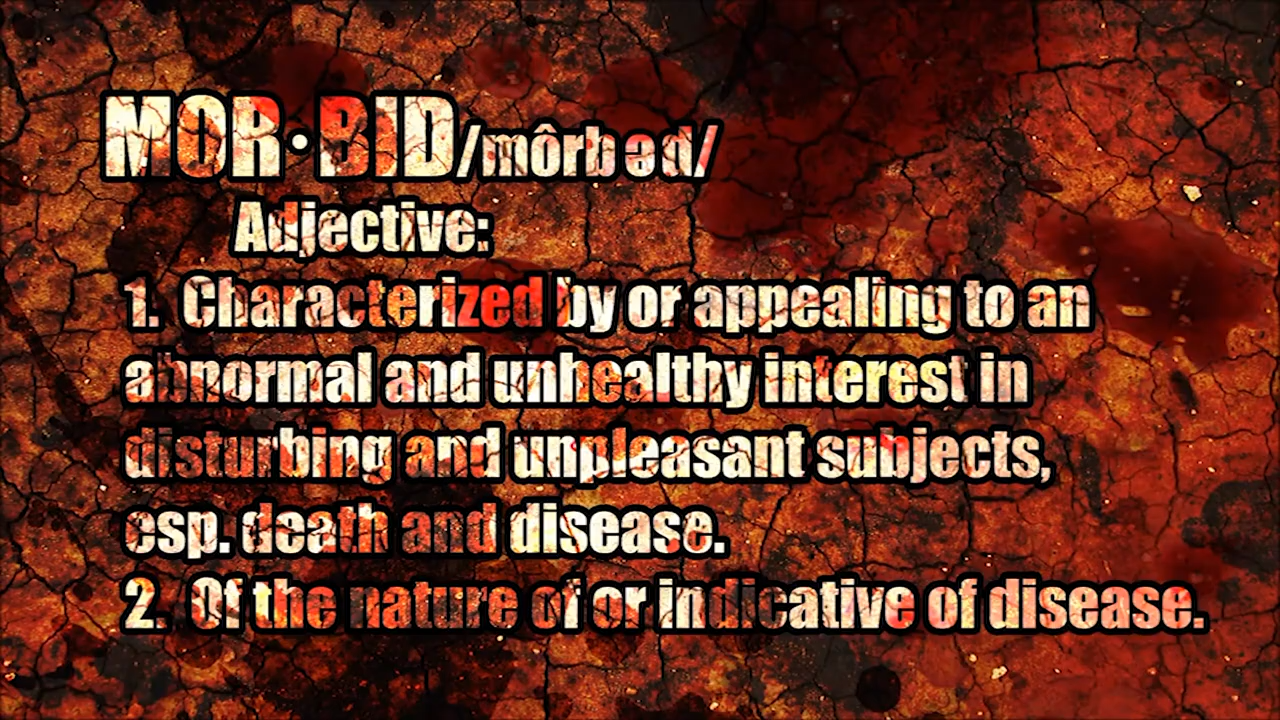 MOR·BID/môrbəd/
Adjective:
1. Characterized by or appealing to an
abnormal and unhealthy interest in
disturbing and unpleasant subjects,
esp. death and disease.
2. Of the nature of or indicative of disease.